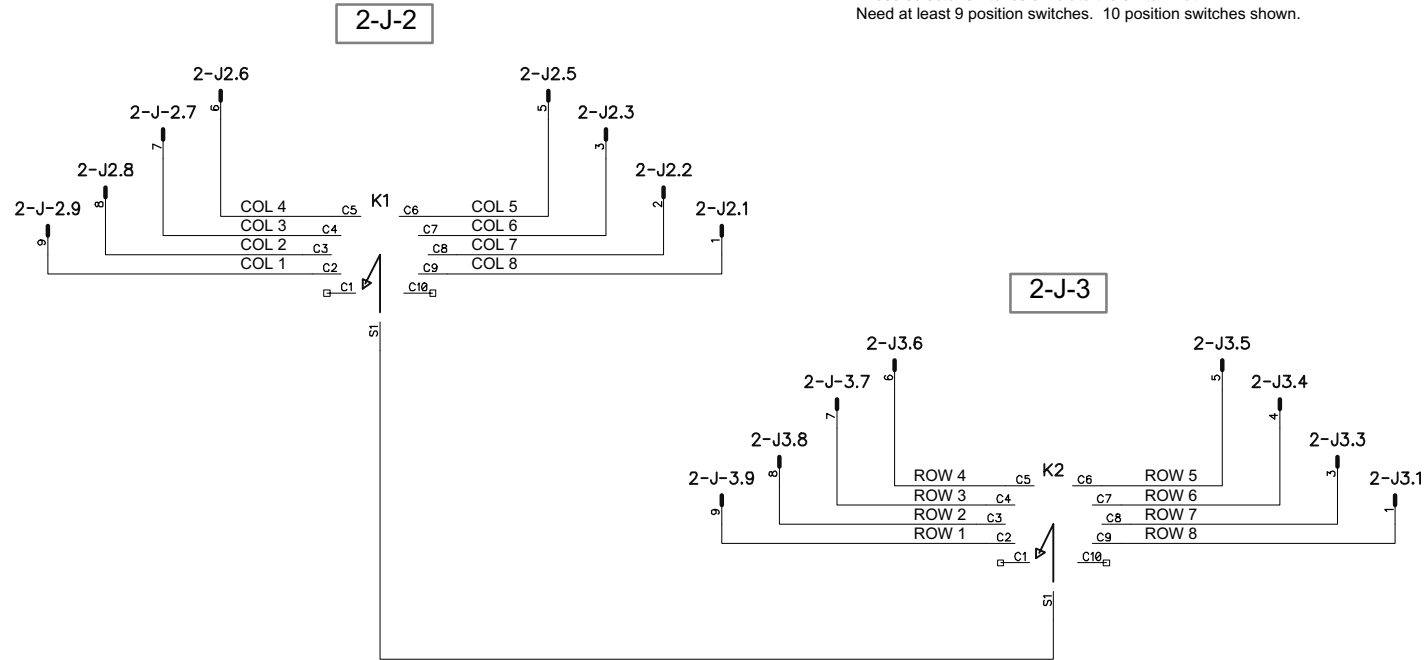 Need at least 9 position switches. 10 position switches shown.
2-J-2
2-J2.6
2-J2.5
2-J-2.7
2-J2.3
2-J2.8
2-J2.2
2-J-2.9
2-J2.1
6
5
7
3
8
2
9
1
K1
COL 4
C5
C6
COL 5
COL 3
C4
C7
COL 6
COL 2
C3
C8
COL 7
COL 1
C2
C9
COL 8
C1
C10
S1
2-J-3
2-J3.6
2-J3.5
2-J-3.7
2-J3.4
2-J3.8
2-J3.3
2-J-3.9
2-J3.1
6
5
7
4
8
3
9
1
K2
ROW 4
C5
C6
ROW 5
ROW 3
C4
C7
ROW 6
ROW 2
C3
C8
ROW 7
ROW 1
C2
C9
ROW 8
C1
C10
S1